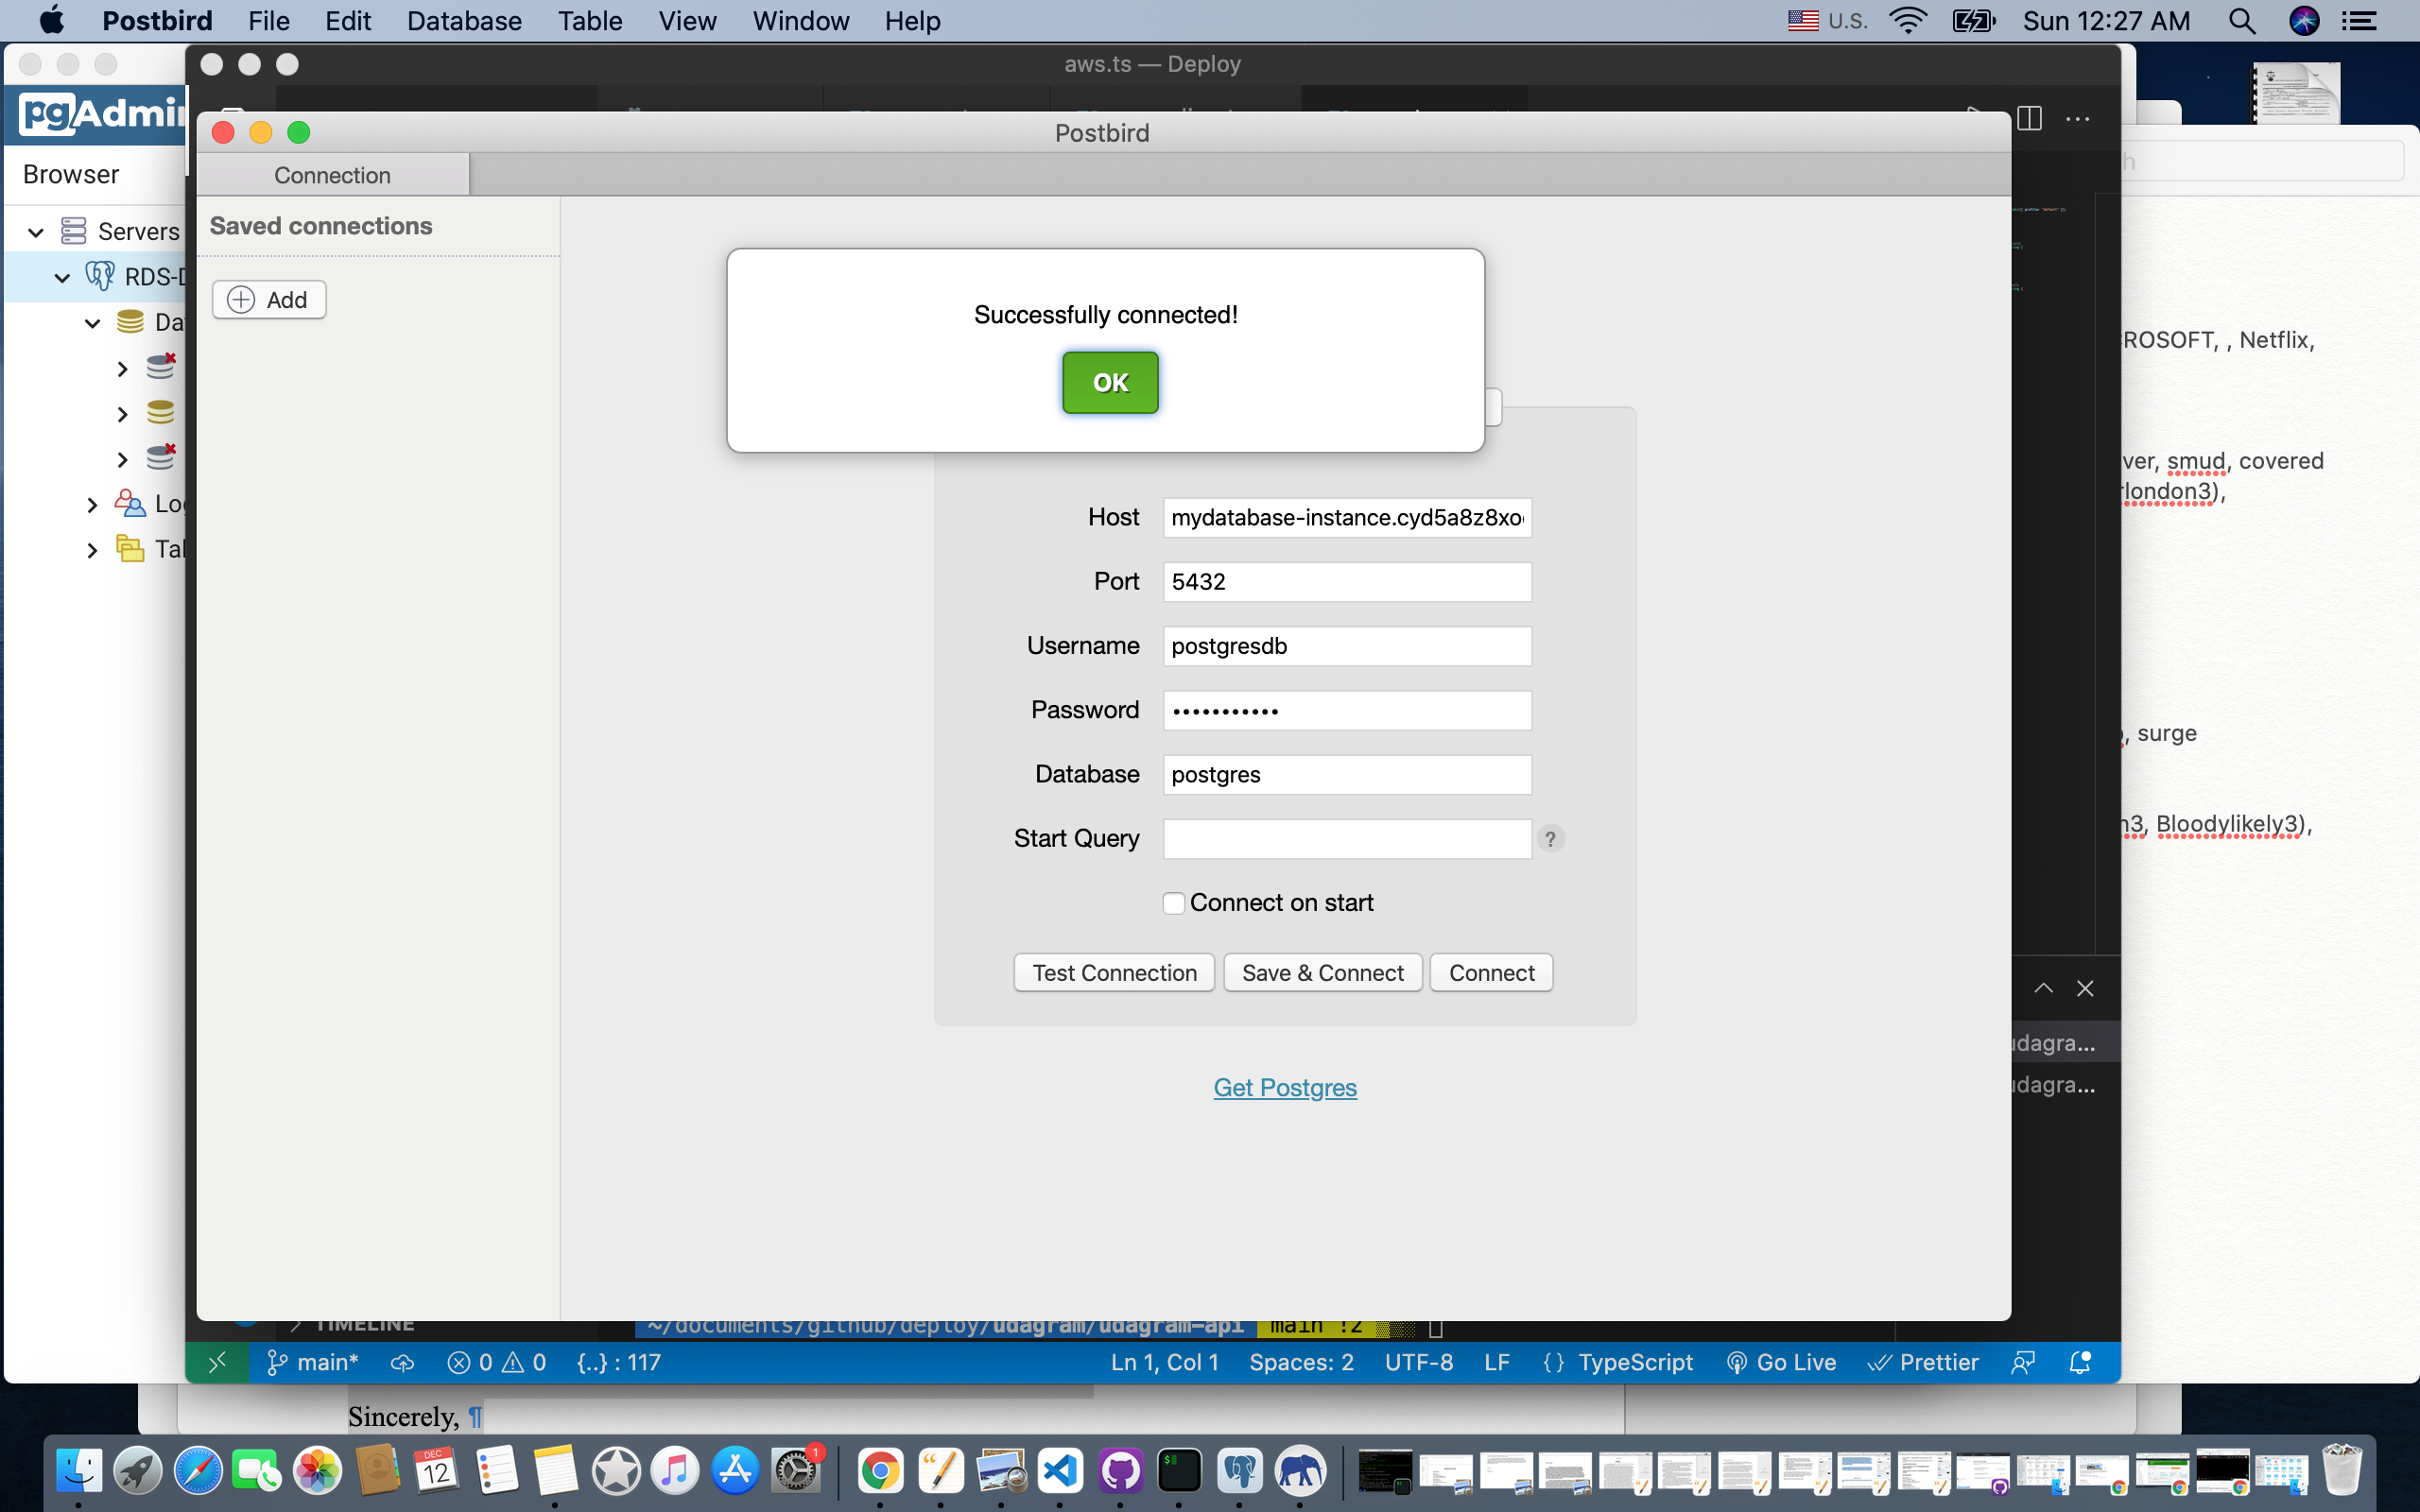 Postbird File Edit Database Table View Window Help
U.S. Sun 12:27 AM
aws.ts — Deploy
pgAdmin
Postbird
Browser
Connection
Servers
Saved connections
RDS-D
Add
Da
Log
Tal
Successfully connected!
OK
Host mydatabase-instance.cyd5a8z8xo
Port 5432
Username postgresdb
Password •••••••••••
Database postgres
Start Query ?
Connect on start
Test Connection Save & Connect Connect
Get Postgres
ROSOFT, , Netflix,
ver, smud, covered
london3),
, surge
n3, Bloodylikely3),
udagra...
udagra...
TIMELINE
~/documents/github/deploy/udagram/udagram-api main !2
main* 0 0 {..} : 117 Ln 1, Col 1 Spaces: 2 UTF-8 LF {} TypeScript Go Live Prettier
Sincerely, ¶
DEC
12
1